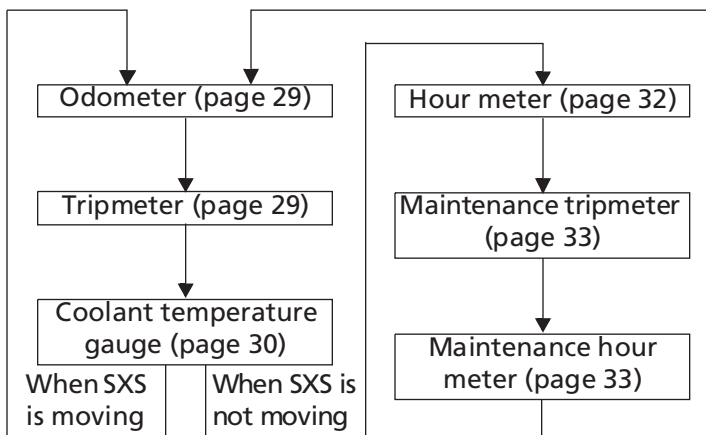 Odometer (page 29)
Tripmeter (page 29)
Coolant temperature
gauge (page 30)
When SXS
is moving
When SXS is
not moving
Hour meter (page 32)
Maintenance tripmeter
(page 33)
Maintenance hour
meter (page 33)